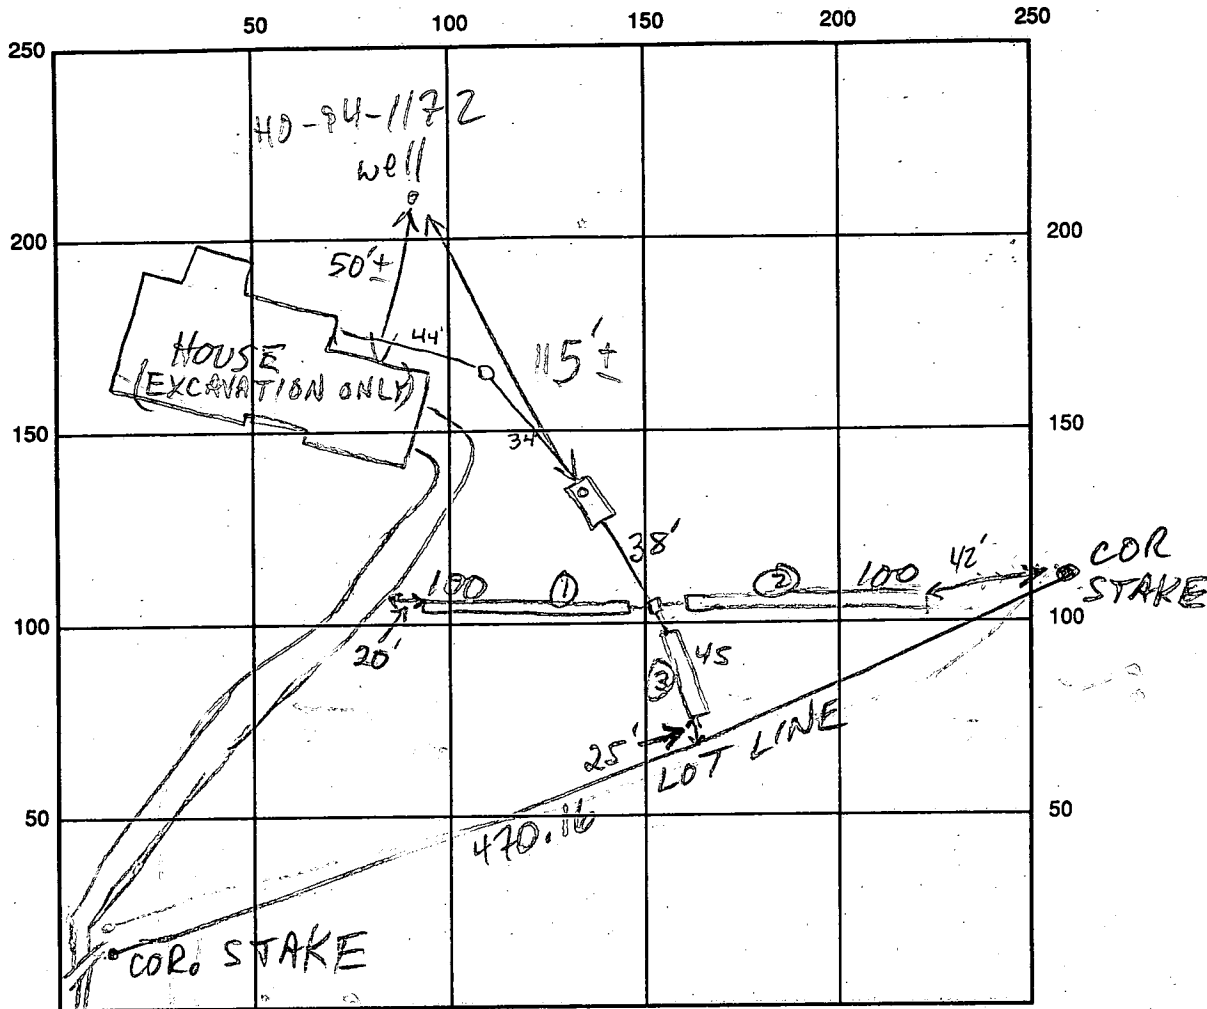 50 100 150 200 250
250
HO-84-1172
well
200 200
50'±
44'
115'±
HOUSE
(EXCAVATION ONLY)
150 150
34'
38'
42'
COR
STAKE
100 1 2 100
100 100
20'
3 45
25'
LOT LINE
50 50
470.16
COR. STAKE